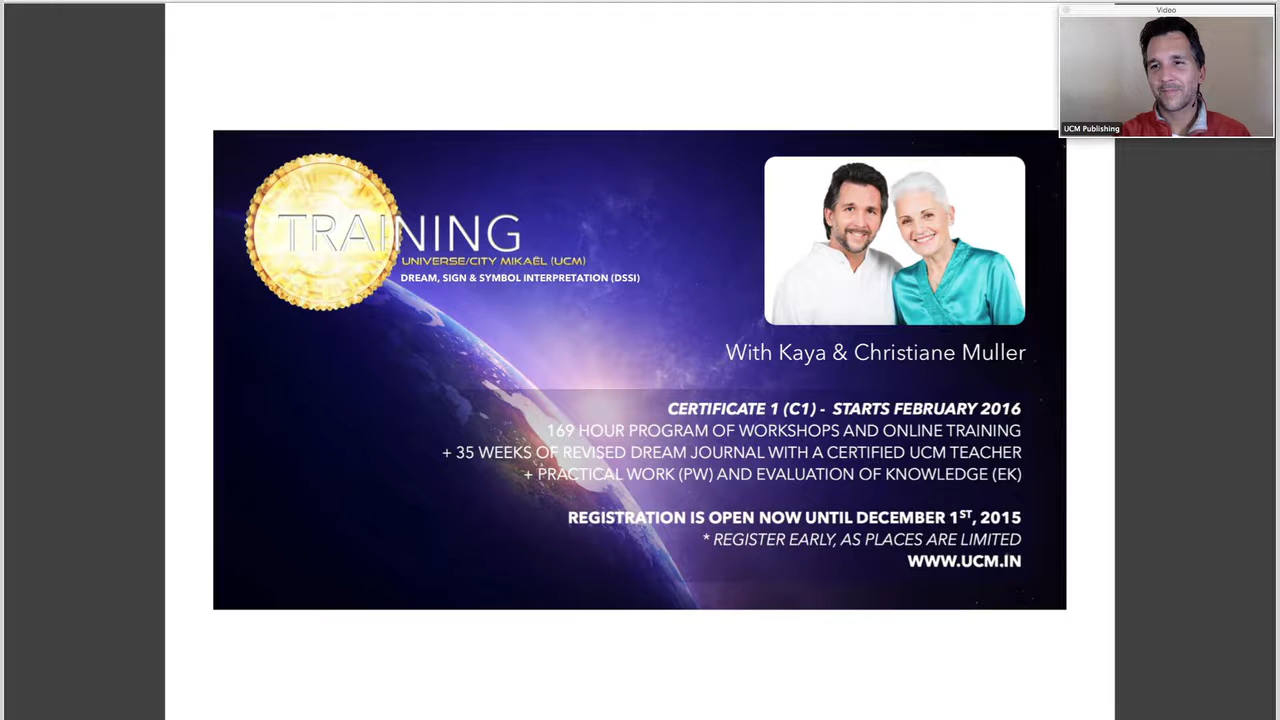 Video
UCM Publishing
TRAINING
UNIVERSE/CITY MIKAËL (UCM)
DREAM, SIGN & SYMBOL INTERPRETATION (DSSI)
With Kaya & Christiane Muller
CERTIFICATE 1 (C1) - STARTS FEBRUARY 2016
169 HOUR PROGRAM OF WORKSHOPS AND ONLINE TRAINING
+ 35 WEEKS OF REVISED DREAM JOURNAL WITH A CERTIFIED UCM TEACHER
+ PRACTICAL WORK (PW) AND EVALUATION OF KNOWLEDGE (EK)
REGISTRATION IS OPEN NOW UNTIL DECEMBER 1ST, 2015
* REGISTER EARLY, AS PLACES ARE LIMITED
WWW.UCM.IN